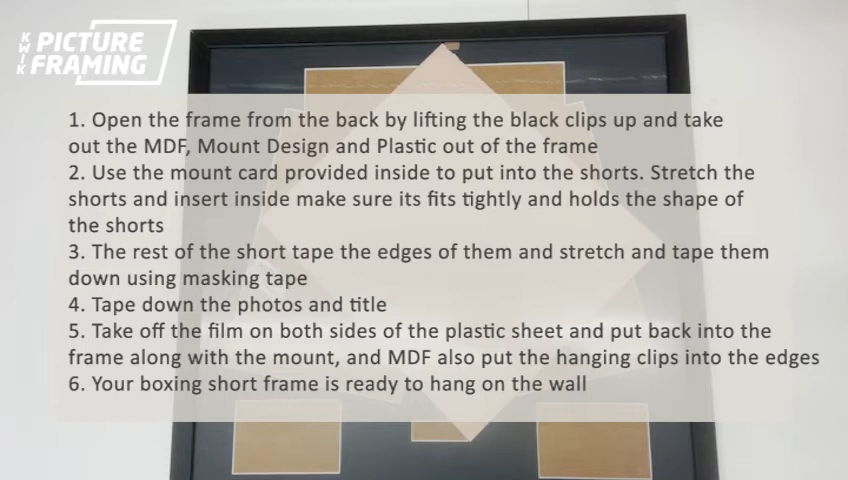 KWIK
PICTURE
FRAMING
1. Open the frame from the back by lifting the black clips up and take
out the MDF, Mount Design and Plastic out of the frame
2. Use the mount card provided inside to put into the shorts. Stretch the
shorts and insert inside make sure its fits tightly and holds the shape of
the shorts
3. The rest of the short tape the edges of them and stretch and tape them
down using masking tape
4. Tape down the photos and title
5. Take off the film on both sides of the plastic sheet and put back into the
frame along with the mount, and MDF also put the hanging clips into the edges
6. Your boxing short frame is ready to hang on the wall